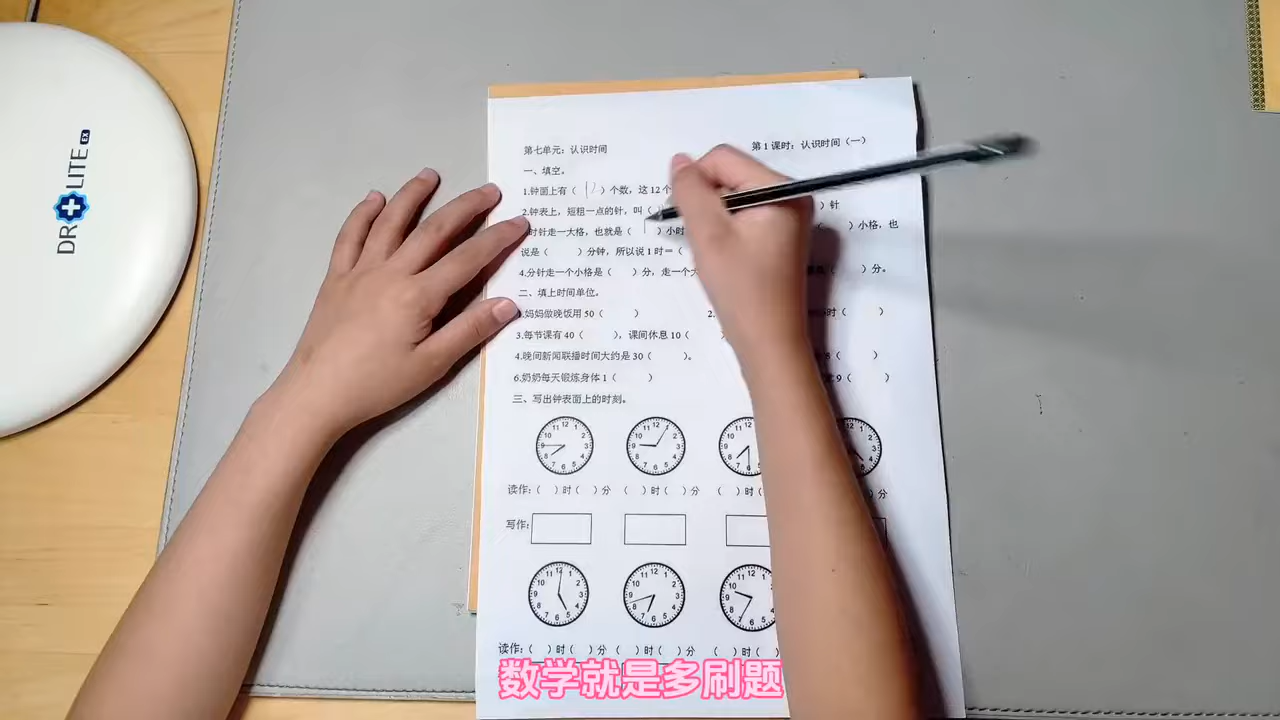 DR LITE EX
第七单元：认识时间 第1课时：认识时间（一）
一、填空。
1.钟面上有（12）个数，这12个
2.钟表上，短粗一点的针，叫（ ）针
时针走一大格，也就是（1）小时 （ ）小格，也
说是（ ）分钟，所以说1时＝（
4.分针走一个小格是（ ）分，走一个大 （ ）分。
二、填上时间单位。
妈妈做晚饭用50（ ） 2. 时（ ）
3.每节课有40（ ），课间休息10（ ）
4.晚间新闻联播时间大约是30（ ）。 8（ ）
6.奶奶每天锻炼身体1（ ） 9（ ）
三、写出钟表面上的时刻。
读作：（ ）时（ ）分 （ ）时（ ）分 （ ）时（ 分
写作：
读作：（ ）时（ ）分 （ ）时（ ）分 （ ）时（ ）
数学就是多刷题